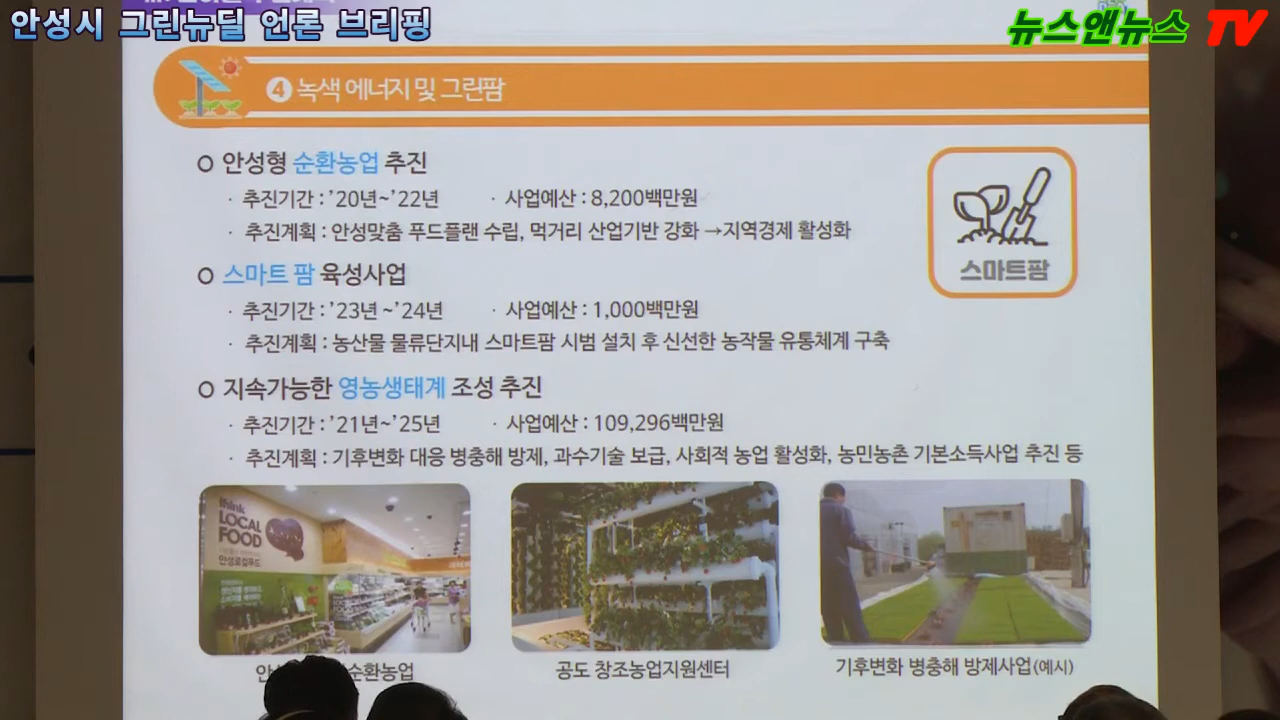 안성시 그린뉴딜 언론 브리핑
뉴스앤뉴스 TV
4 녹색 에너지 및 그린팜
안성형 순환농업 추진
· 추진기간 : ’20년~’22년 · 사업예산 : 8,200백만원
· 추진계획 : 안성맞춤 푸드플랜 수립, 먹거리 산업기반 강화 →지역경제 활성화
스마트팜
스마트 팜 육성사업
· 추진기간 : ’23년 ~’24년 · 사업예산 : 1,000백만원
· 추진계획 : 농산물 물류단지내 스마트팜 시범 설치 후 신선한 농작물 유통체계 구축
지속가능한 영농생태계 조성 추진
· 추진기간 : ’21년~’25년 · 사업예산 : 109,296백만원
· 추진계획 : 기후변화 대응 병충해 방제, 과수기술 보급, 사회적 농업 활성화, 농민농촌 기본소득사업 추진 등
think
LOCAL
FOOD
안성로컬푸드
순환농업
공도 창조농업지원센터
기후변화 병충해 방제사업(예시)